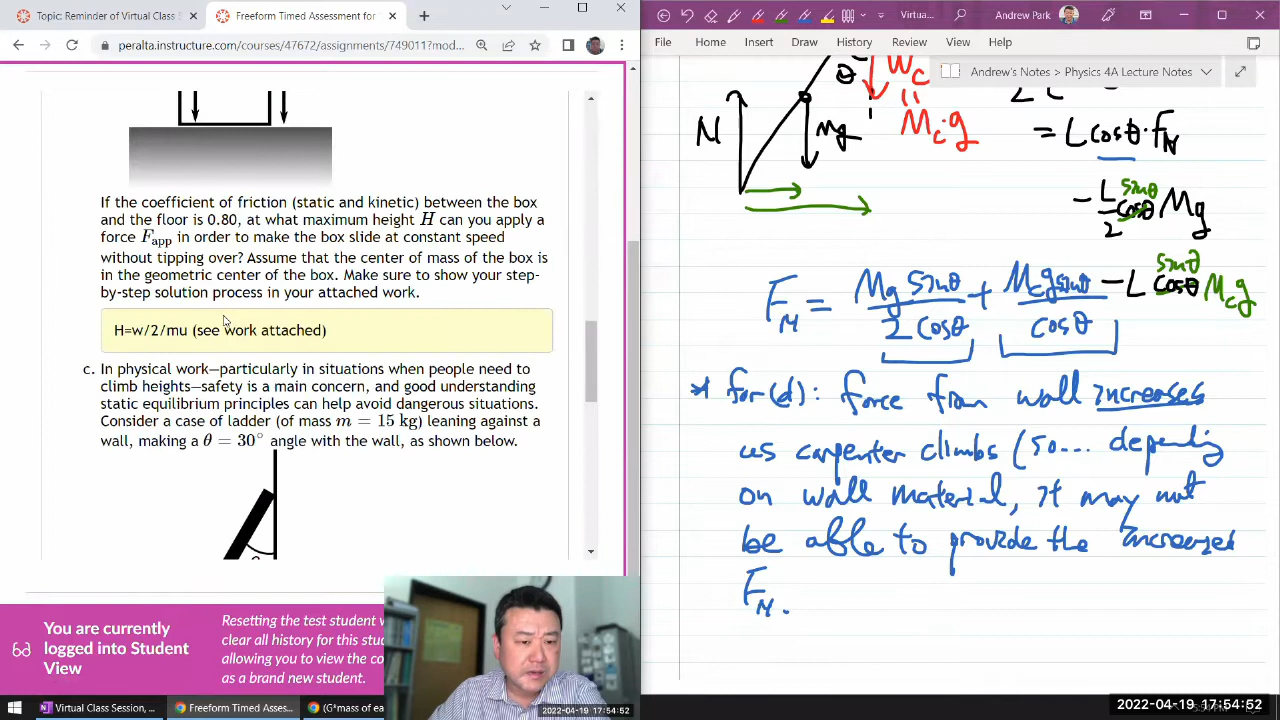 Topic Reminder of Section
Freeform Timed Assessment for
peralta.instructure.com/courses/47672/assignments/749011?mod...
If the coefficient of friction (static and kinetic) between the box
and the floor is 0.80, at what maximum height H can you apply a
force Fapp in order to make the box slide at constant speed
without tipping over? Assume that the center of mass of the box is
in the geometric center of the box. Make sure to show your step-
by-step solution process in your attached work.
H=w/2/mu (see work attached)
c. In physical work—particularly in situations when people need to
climb heights—safety is a main concern, and good understanding
static equilibrium principles can help avoid dangerous situations.
Consider a case of ladder (of mass m = 15 kg) leaning against a
wall, making a θ = 30° angle with the wall, as shown below.
You are currently
logged into Student
View
Resetting the test student w
clear all history for this stud
allowing you to view the co
as a brand new student.
Virtual Class Session, ...
Freeform Timed Asses...
(G*mass of ea
2022-04-19 17:54:52
Virtua...
Andrew Park
File Home Insert Draw History Review View Help
Andrew's Notes > Physics 4A Lecture Notes
θ
Wc
N
Mg
Mc·g
= L cosθ · FN
- L/2 cosθ sinθ Mg
- L cosθ sinθ Mcg
FN = Mg sinθ / 2 cosθ + Mcg sinθ / cosθ
* for (d): force from wall increases
as carpenter climbs (so... depending
on wall material, it may not
be able to provide the increased
FN.
2022-04-19 17:54:52